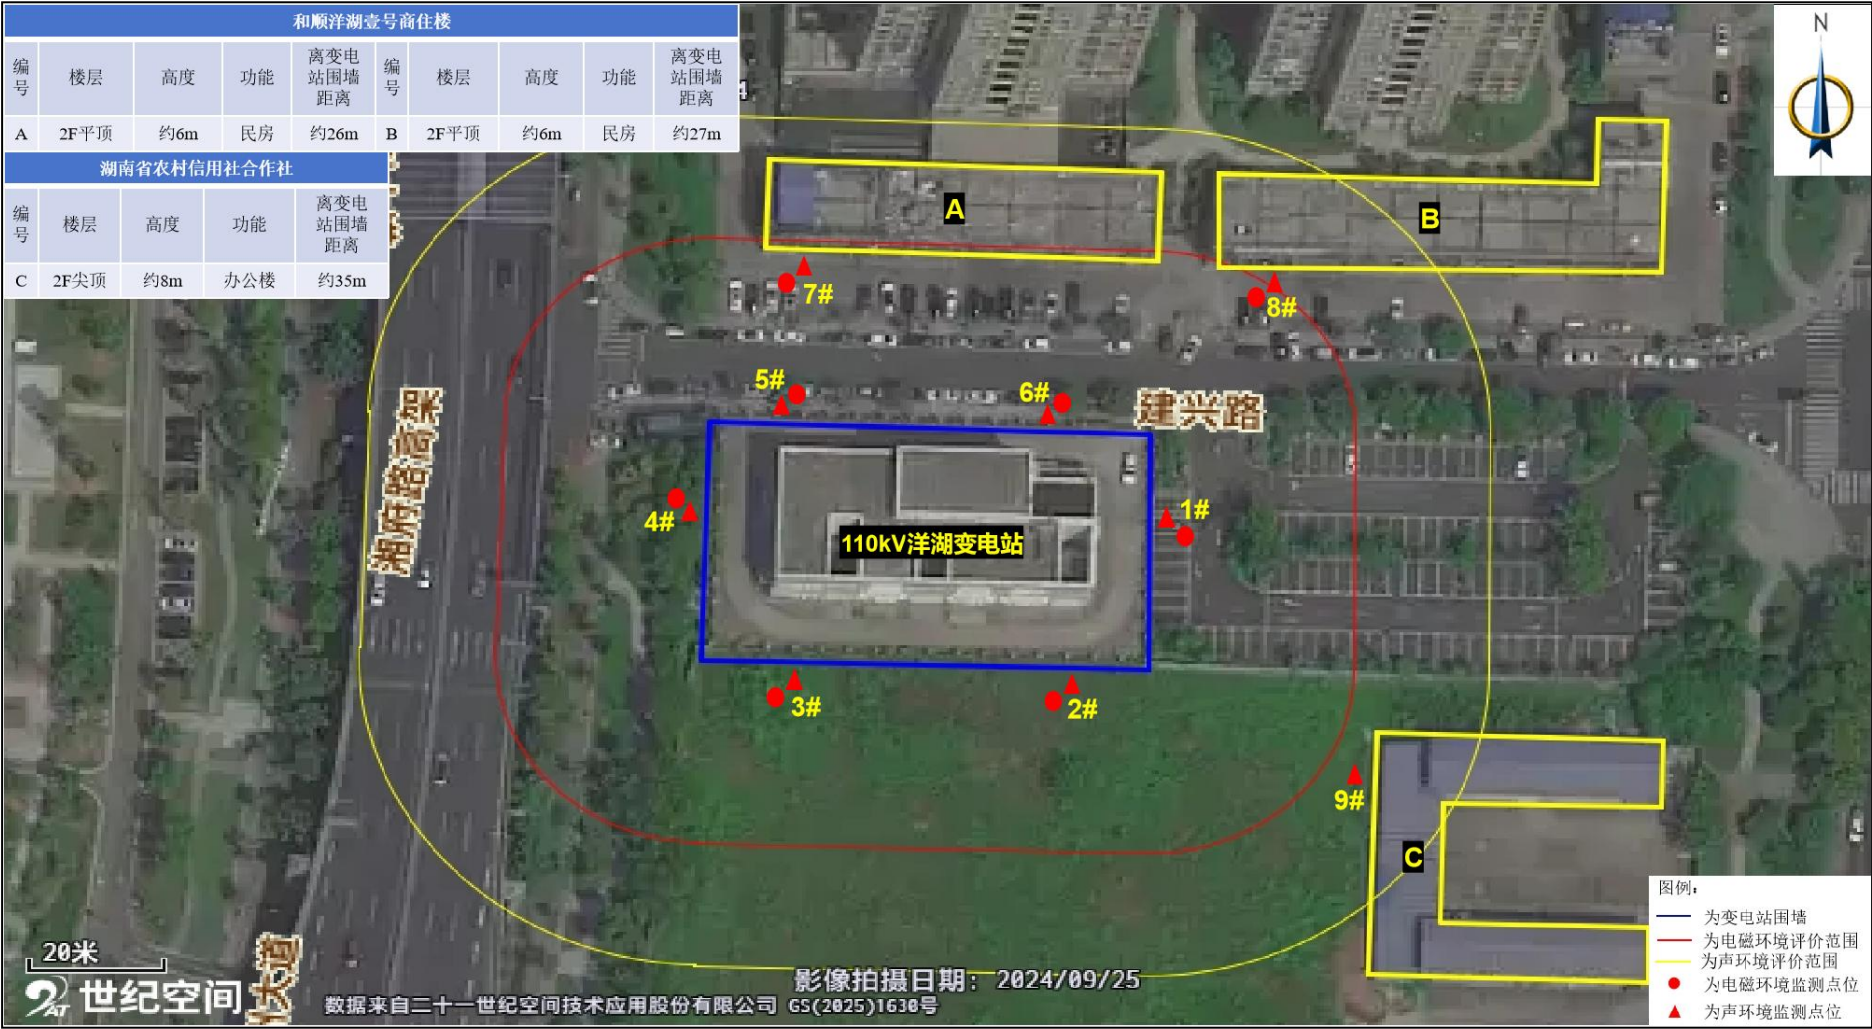 和顺洋湖壹号商住楼
编号 楼层 高度 功能 离变电站围墙距离 编号 楼层 高度 功能 离变电站围墙距离
A 2F平顶 约6m 民房 约26m B 2F平顶 约6m 民房 约27m
湖南省农村信用社合作社
编号 楼层 高度 功能 离变电站围墙距离
C 2F尖顶 约8m 办公楼 约35m
N
A
B
7#
8#
5#
6#
建兴路
湘府路高架
4#
1#
110kV洋湖变电站
3#
2#
9#
C
图例：
为变电站围墙
为电磁环境评价范围
为声环境评价范围
为电磁环境监测点位
为声环境监测点位
20米
大道
世纪空间
21AT
影像拍摄日期：2024/09/25
数据来自二十一世纪空间技术应用股份有限公司 GS(2025)1630号